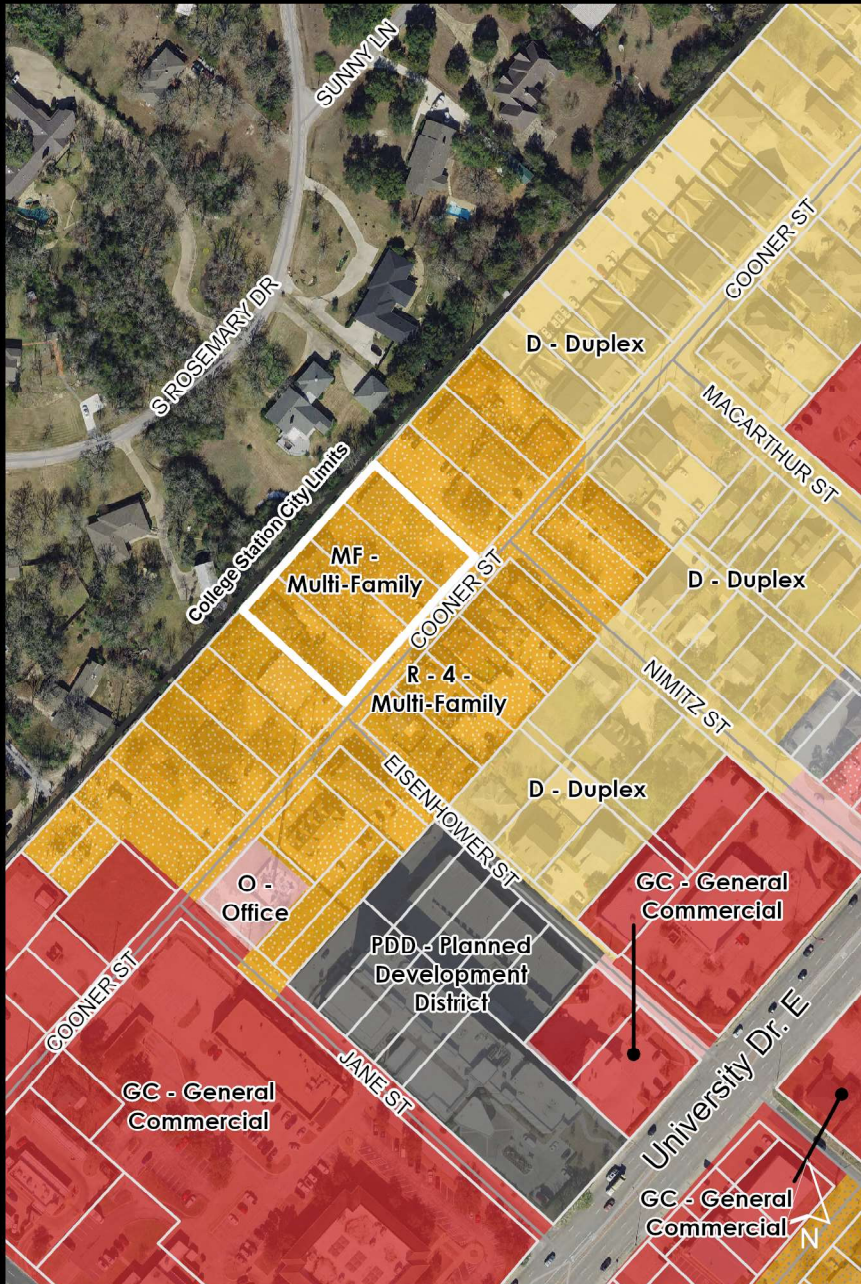 SUNNY LN
COONER ST
S ROSEMARY DR
D - Duplex
MACARTHUR ST
College Station City Limits
MF -
Multi-Family
COONER ST
D - Duplex
R - 4 -
Multi-Family
NIMITZ ST
EISENHOWER ST
D - Duplex
O -
Office
GC - General
Commercial
PDD - Planned
Development
District
COONER ST
JANE ST
University Dr. E
GC - General
Commercial
GC - General
Commercial
N